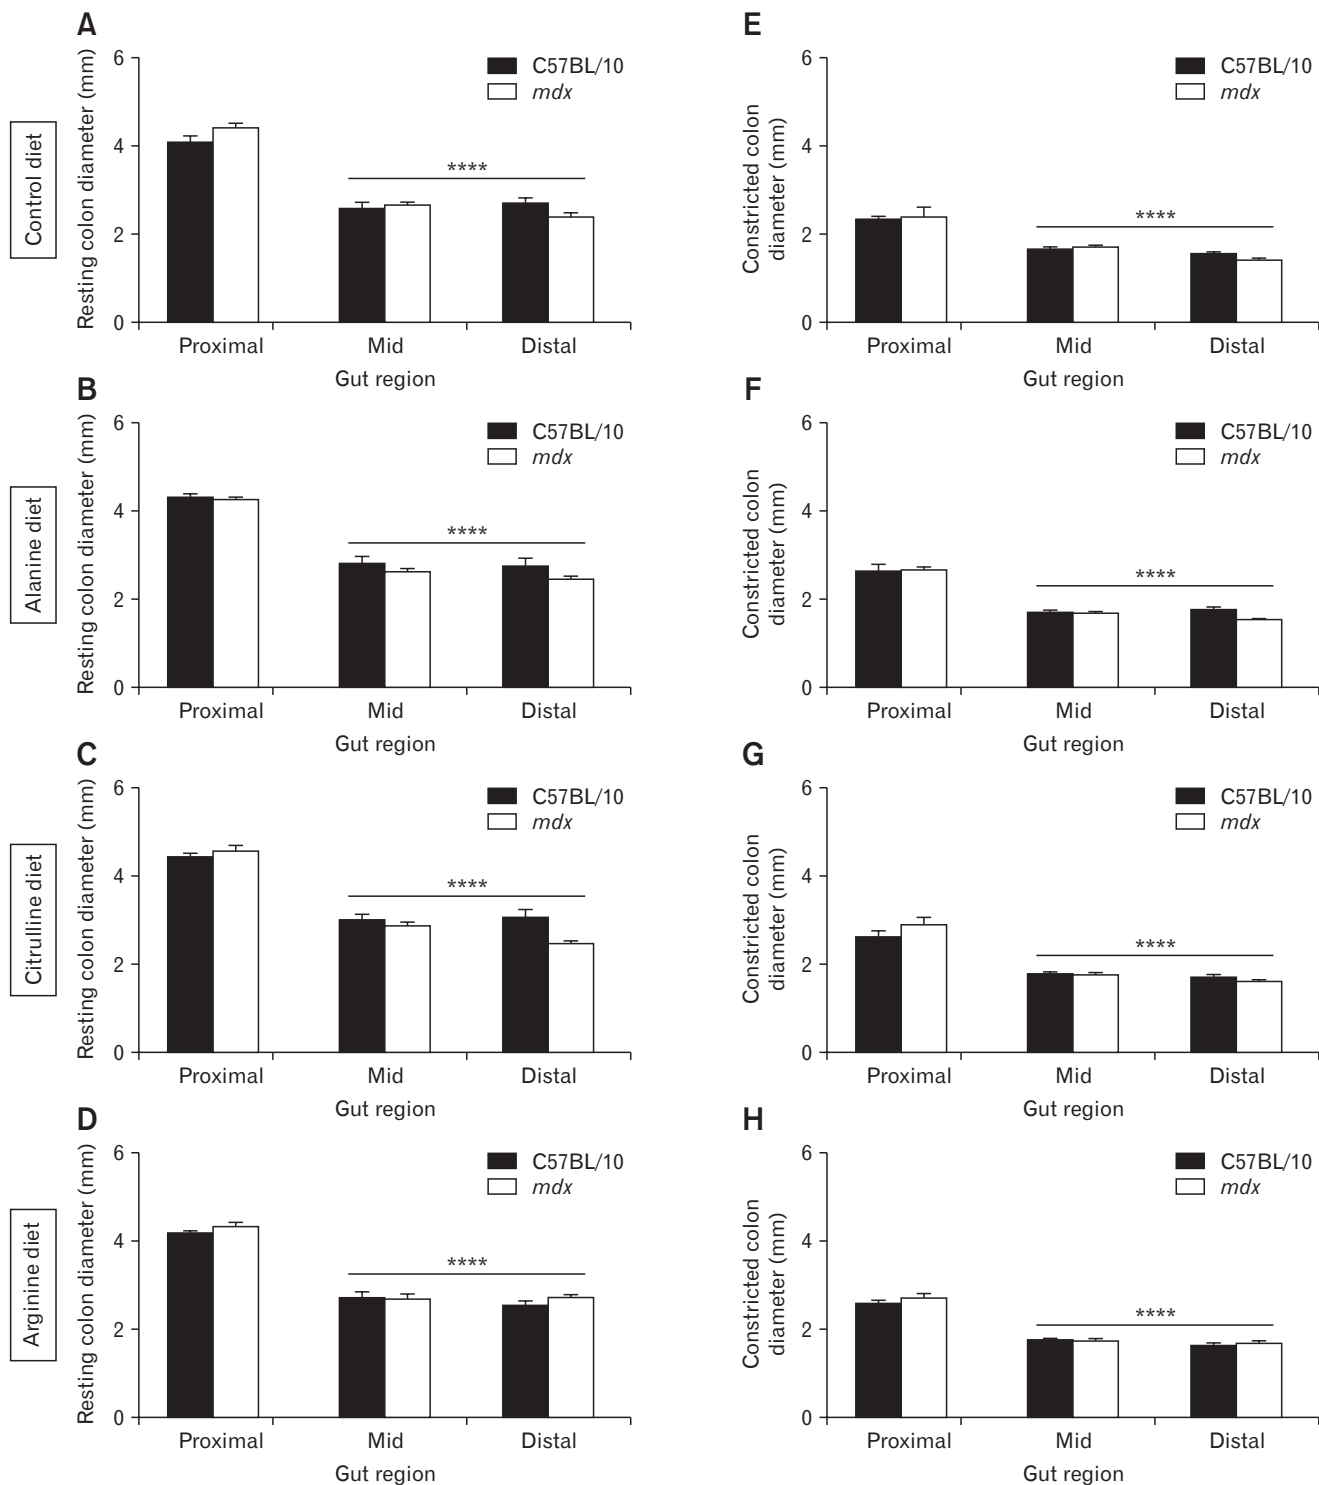 A
Control diet
Resting colon diameter (mm)
6
4
2
0
C57BL/10
mdx
****
Proximal
Mid
Distal
Gut region
E
Constricted colon
diameter (mm)
6
4
2
0
C57BL/10
mdx
****
Proximal
Mid
Distal
Gut region
B
Alanine diet
Resting colon diameter (mm)
6
4
2
0
C57BL/10
mdx
****
Proximal
Mid
Distal
Gut region
F
Constricted colon
diameter (mm)
6
4
2
0
C57BL/10
mdx
****
Proximal
Mid
Distal
Gut region
C
Citrulline diet
Resting colon diameter (mm)
6
4
2
0
C57BL/10
mdx
****
Proximal
Mid
Distal
Gut region
G
Constricted colon
diameter (mm)
6
4
2
0
C57BL/10
mdx
****
Proximal
Mid
Distal
Gut region
D
Arginine diet
Resting colon diameter (mm)
6
4
2
0
C57BL/10
mdx
****
Proximal
Mid
Distal
Gut region
H
Constricted colon
diameter (mm)
6
4
2
0
C57BL/10
mdx
****
Proximal
Mid
Distal
Gut region